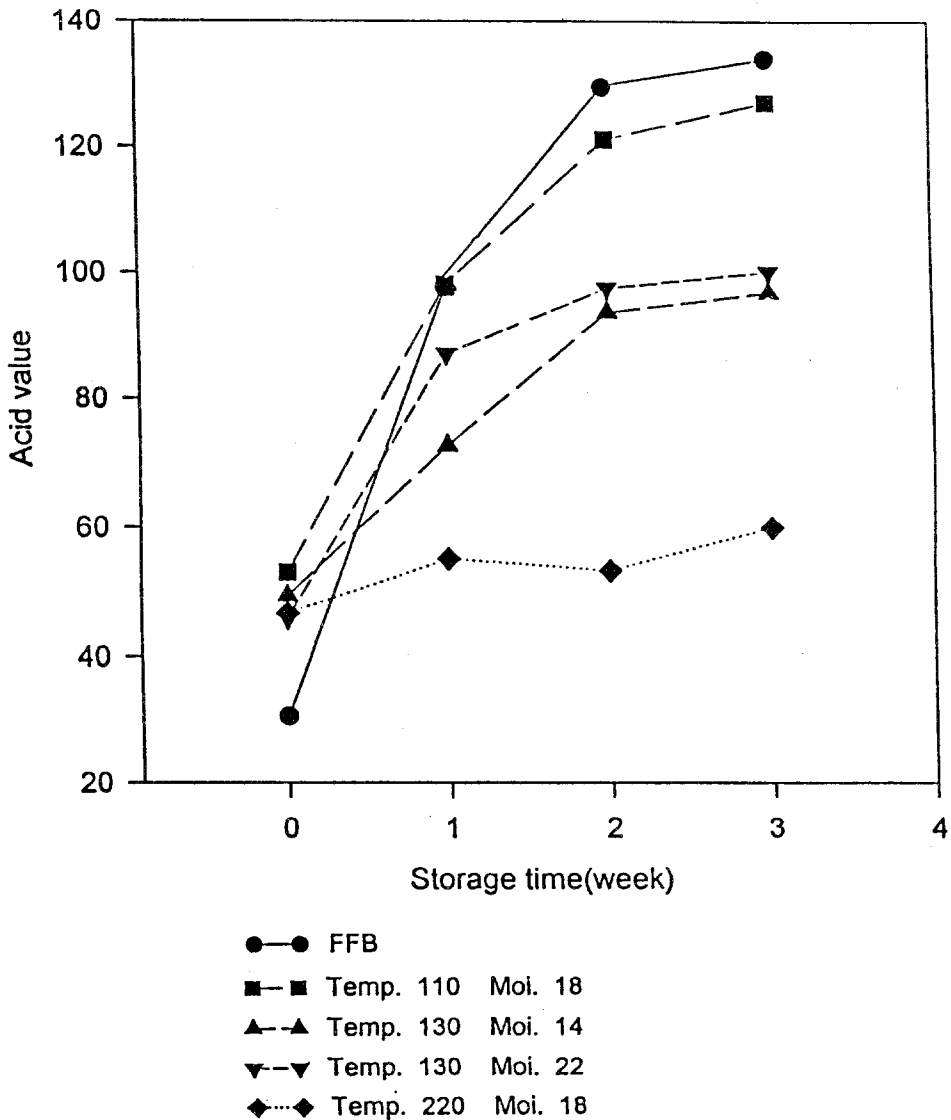 140
120
100
80
60
40
20
Acid value
0 1 2 3 4
Storage time(week)
FFB
Temp. 110 Moi. 18
Temp. 130 Moi. 14
Temp. 130 Moi. 22
Temp. 220 Moi. 18